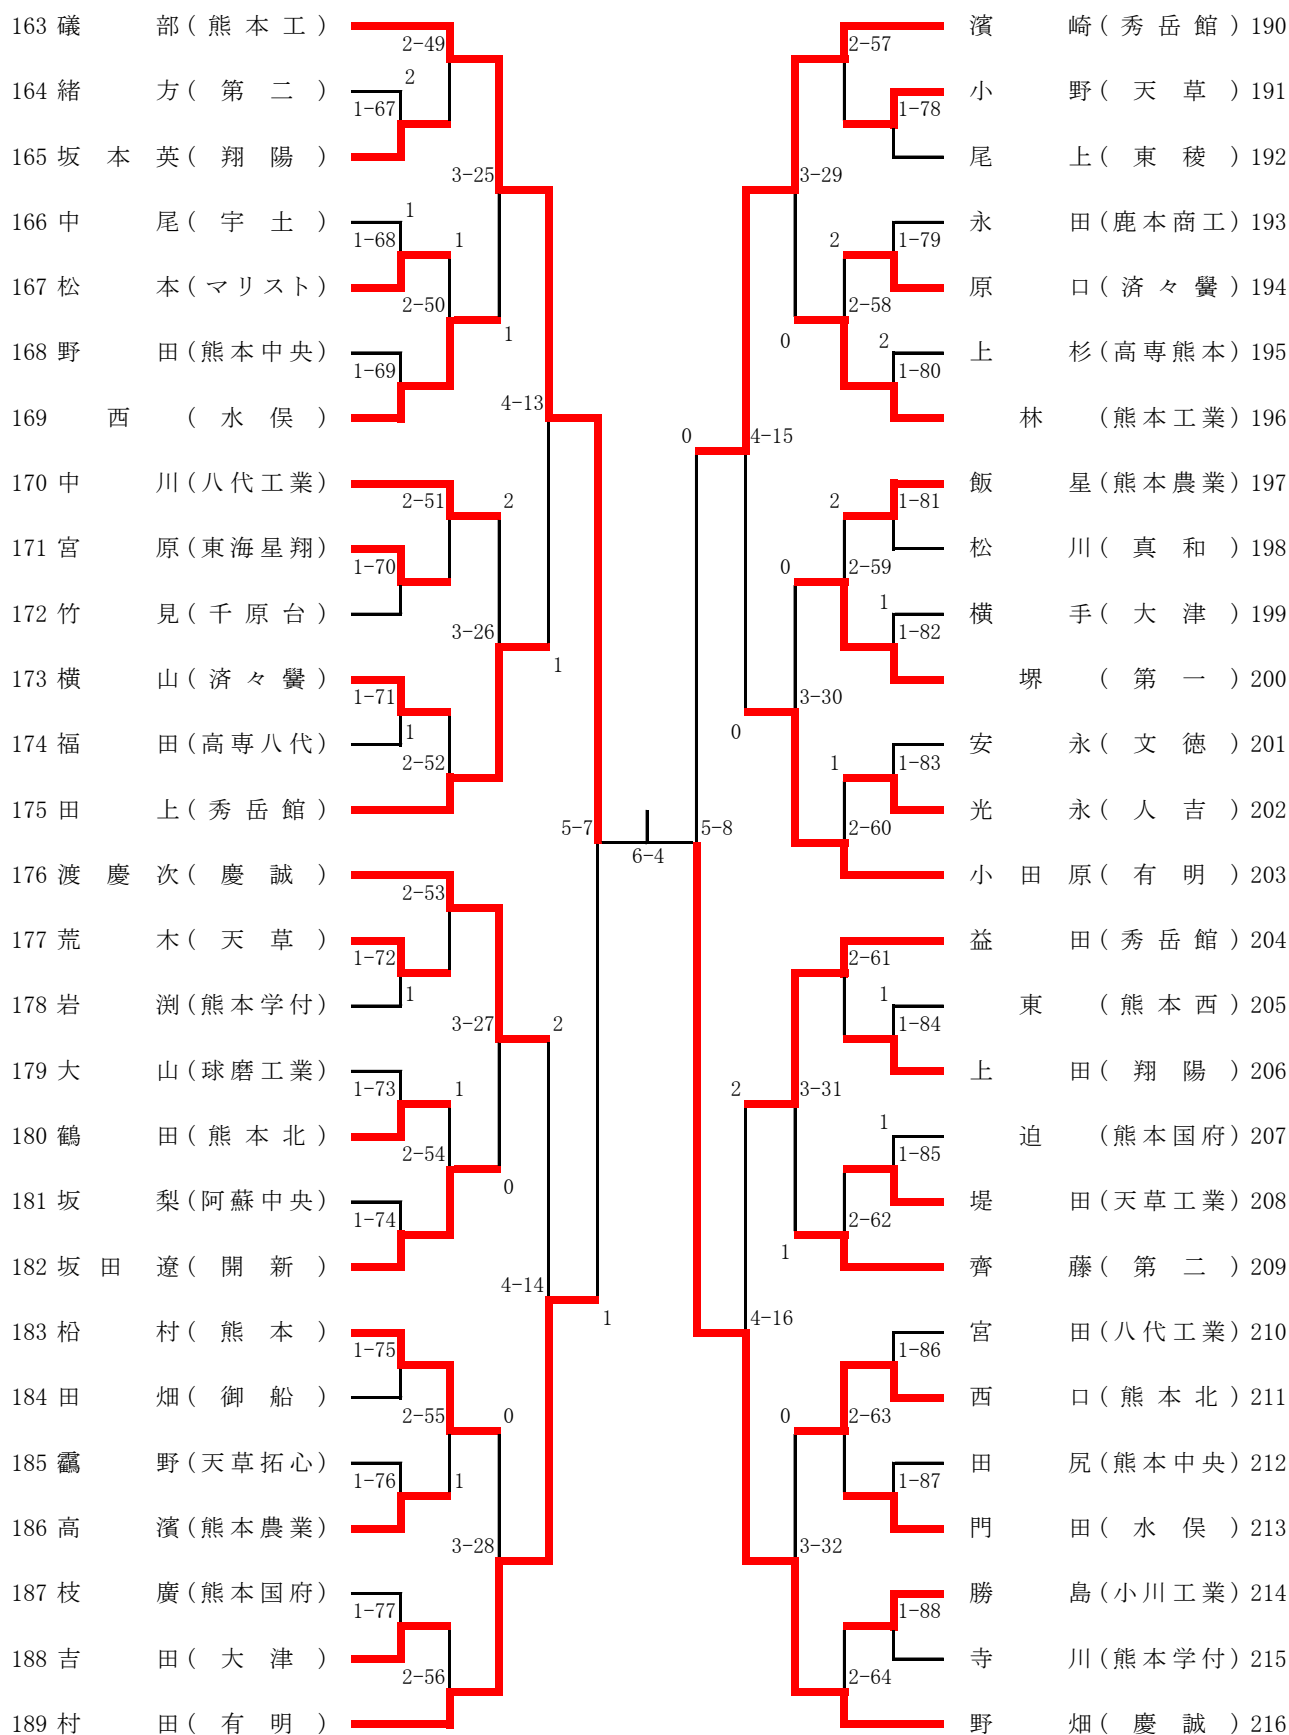 163 礒部(熊本工)
2-49
164 緒方(第二)
2
1-67
165 坂本英(翔陽)
3-25
166 中尾(宇土)
1
1-68
1
167 松本(マリスト)
2-50
1
168 野田(熊本中央)
1-69
4-13
169 西(水俣)
170 中川(八代工業)
2-51
2
171 宮原(東海星翔)
1-70
172 竹見(千原台)
3-26
1
173 横山(済々黌)
1-71
1
174 福田(高専八代)
2-52
175 田上(秀岳館)
5-7
176 渡慶次(慶誠)
2-53
177 荒木(天草)
1-72
1
178 岩渕(熊本学付)
3-27
2
179 大山(球磨工業)
1-73
1
180 鶴田(熊本北)
2-54
0
181 坂梨(阿蘇中央)
1-74
182 坂田遼(開新)
4-14
1
183 柗村(熊本)
1-75
184 田畑(御船)
2-55
0
185 靍野(天草拓心)
1-76
1
186 高濱(熊本農業)
3-28
187 枝廣(熊本国府)
1-77
188 吉田(大津)
2-56
189 村田(有明)
6-4
濱崎(秀岳館)190
2-57
小野(天草)191
1-78
尾上(東稜)192
3-29
永田(鹿本商工)193
1-79
2
原口(済々黌)194
2-58
0
2
上杉(高専熊本)195
1-80
林(熊本工業)196
0
4-15
飯星(熊本農業)197
1-81
2
松川(真和)198
2-59
0
1
横手(大津)199
1-82
堺(第一)200
3-30
0
安永(文徳)201
1-83
1
光永(人吉)202
2-60
5-8
小田原(有明)203
益田(秀岳館)204
2-61
1
東(熊本西)205
1-84
上田(翔陽)206
2
3-31
1
迫(熊本国府)207
1-85
堤田(天草工業)208
2-62
1
齊藤(第二)209
4-16
宮田(八代工業)210
1-86
西口(熊本北)211
0
2-63
田尻(熊本中央)212
1-87
門田(水俣)213
3-32
勝島(小川工業)214
1-88
寺川(熊本学付)215
2-64
野畑(慶誠)216